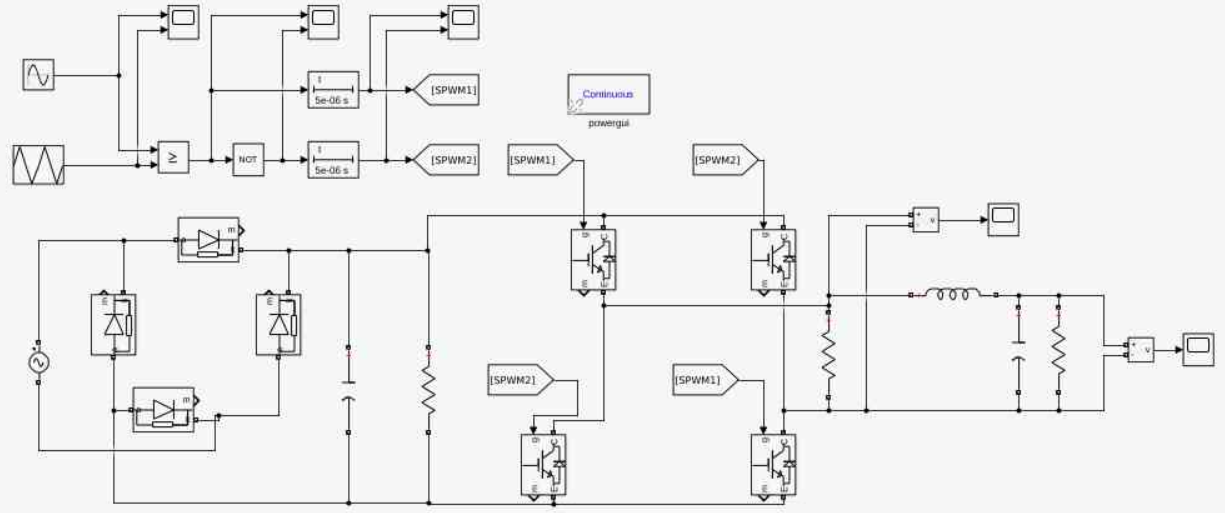 t
5e-06 s
[SPWM1]
≥
NOT
t
5e-06 s
[SPWM2]
Continuous
powergui
[SPWM1]
[SPWM2]
g
C
m
E
g
C
m
E
+
-
v
m
m
m
m
[SPWM2]
[SPWM1]
g
C
m
E
g
C
m
E
+
-
v